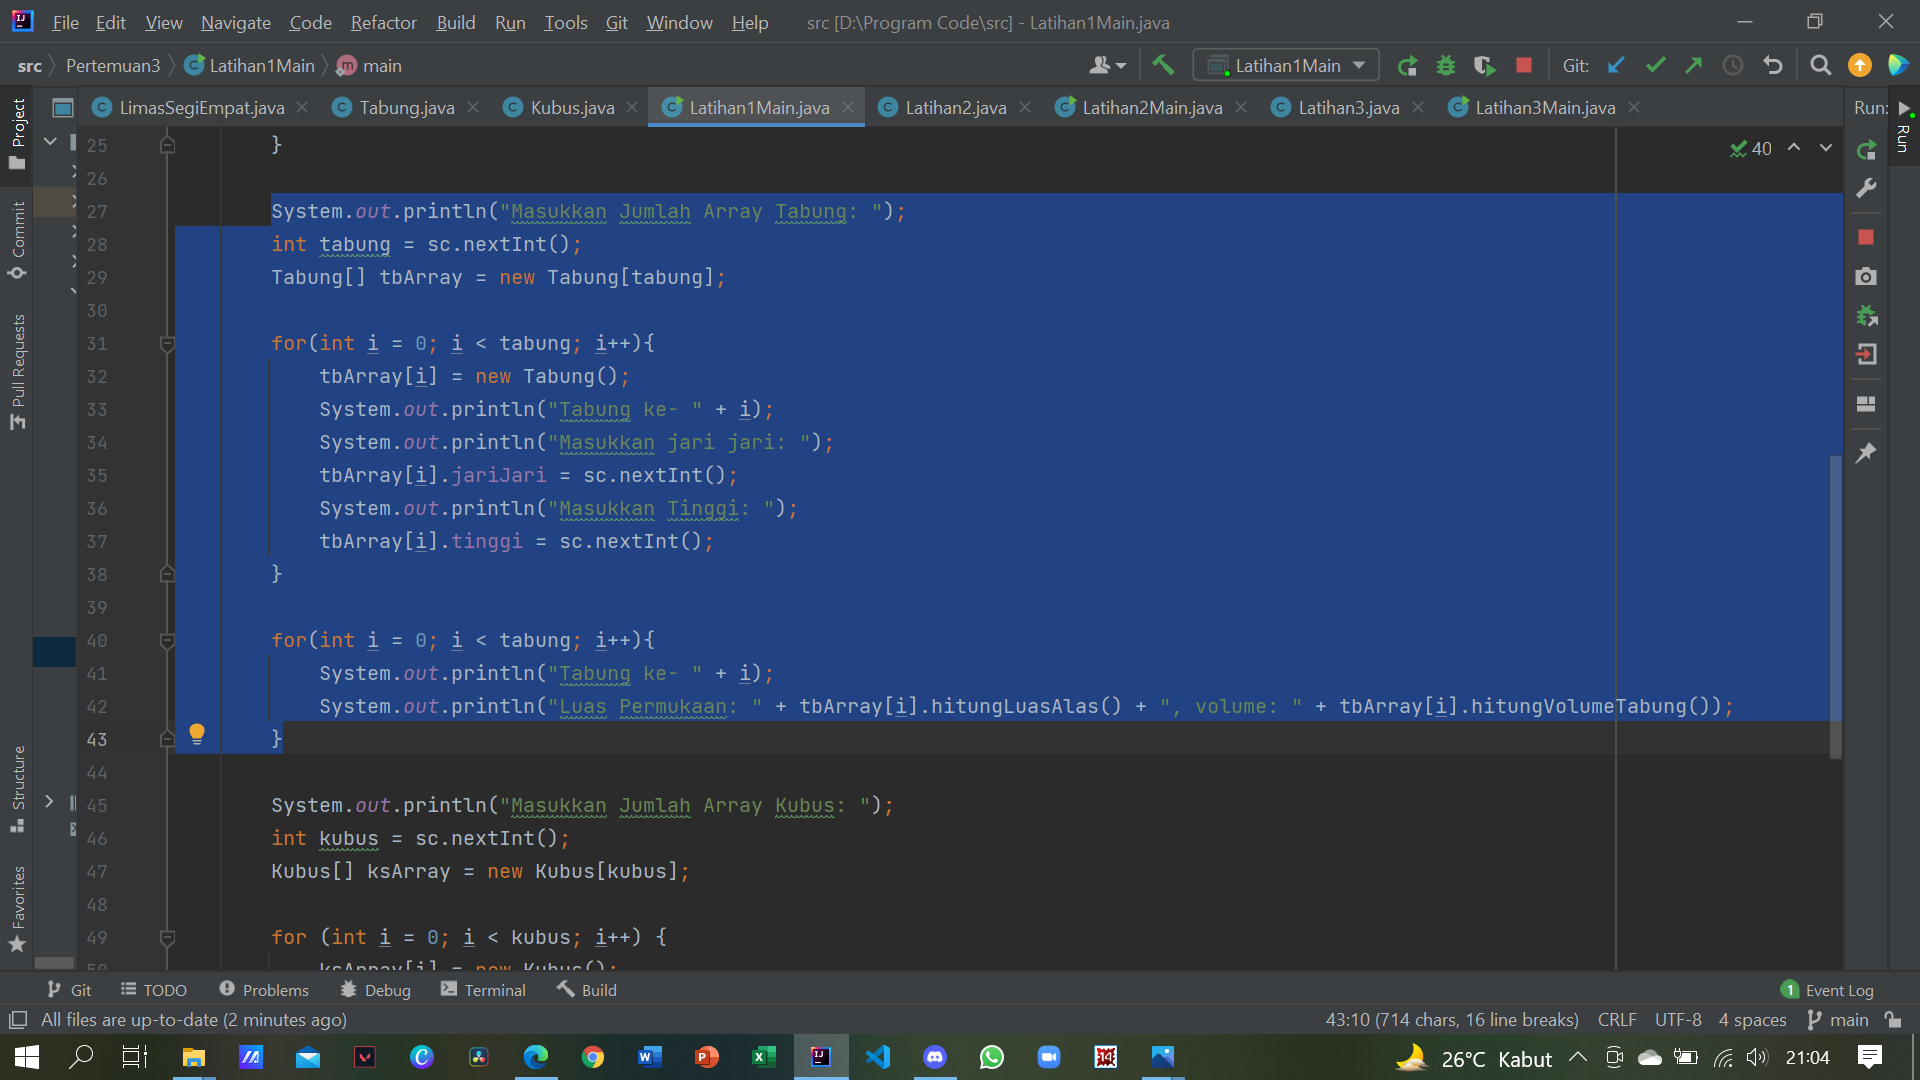 File Edit View Navigate Code Refactor Build Run Tools Git Window Help src [D:\Program Code\src] - Latihan1Main.java
src Pertemuan3 Latihan1Main main Latihan1Main Git:
LimasSegiEmpat.java Tabung.java Kubus.java Latihan1Main.java Latihan2.java Latihan2Main.java Latihan3.java Latihan3Main.java Run:
Project
Commit
Pull Requests
Structure
Favorites
Run
40
25 }
26
27 System.out.println("Masukkan Jumlah Array Tabung: ");
28 int tabung = sc.nextInt();
29 Tabung[] tbArray = new Tabung[tabung];
30
31 for(int i = 0; i < tabung; i++){
32 tbArray[i] = new Tabung();
33 System.out.println("Tabung ke- " + i);
34 System.out.println("Masukkan jari jari: ");
35 tbArray[i].jariJari = sc.nextInt();
36 System.out.println("Masukkan Tinggi: ");
37 tbArray[i].tinggi = sc.nextInt();
38 }
39
40 for(int i = 0; i < tabung; i++){
41 System.out.println("Tabung ke- " + i);
42 System.out.println("Luas Permukaan: " + tbArray[i].hitungLuasAlas() + ", volume: " + tbArray[i].hitungVolumeTabung());
43 }
44
45 System.out.println("Masukkan Jumlah Array Kubus: ");
46 int kubus = sc.nextInt();
47 Kubus[] ksArray = new Kubus[kubus];
48
49 for (int i = 0; i < kubus; i++) {
50 ksArray[i] = new Kubus();
Git TODO Problems Debug Terminal Build 1 Event Log
All files are up-to-date (2 minutes ago) 43:10 (714 chars, 16 line breaks) CRLF UTF-8 4 spaces main
26°C Kabut 21:04